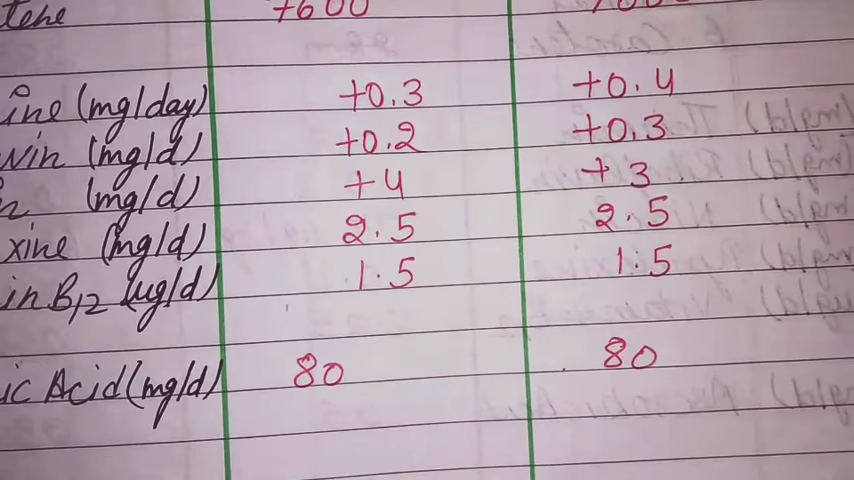 +600
ine (mg/day) +0.3 +0.4
vin (mg/d) +0.2 +0.3
n (mg/d) +4 +3
xine (mg/d) 2.5 2.5
in B12 (ug/d) 1.5 1.5
ic Acid (mg/d) 80 80